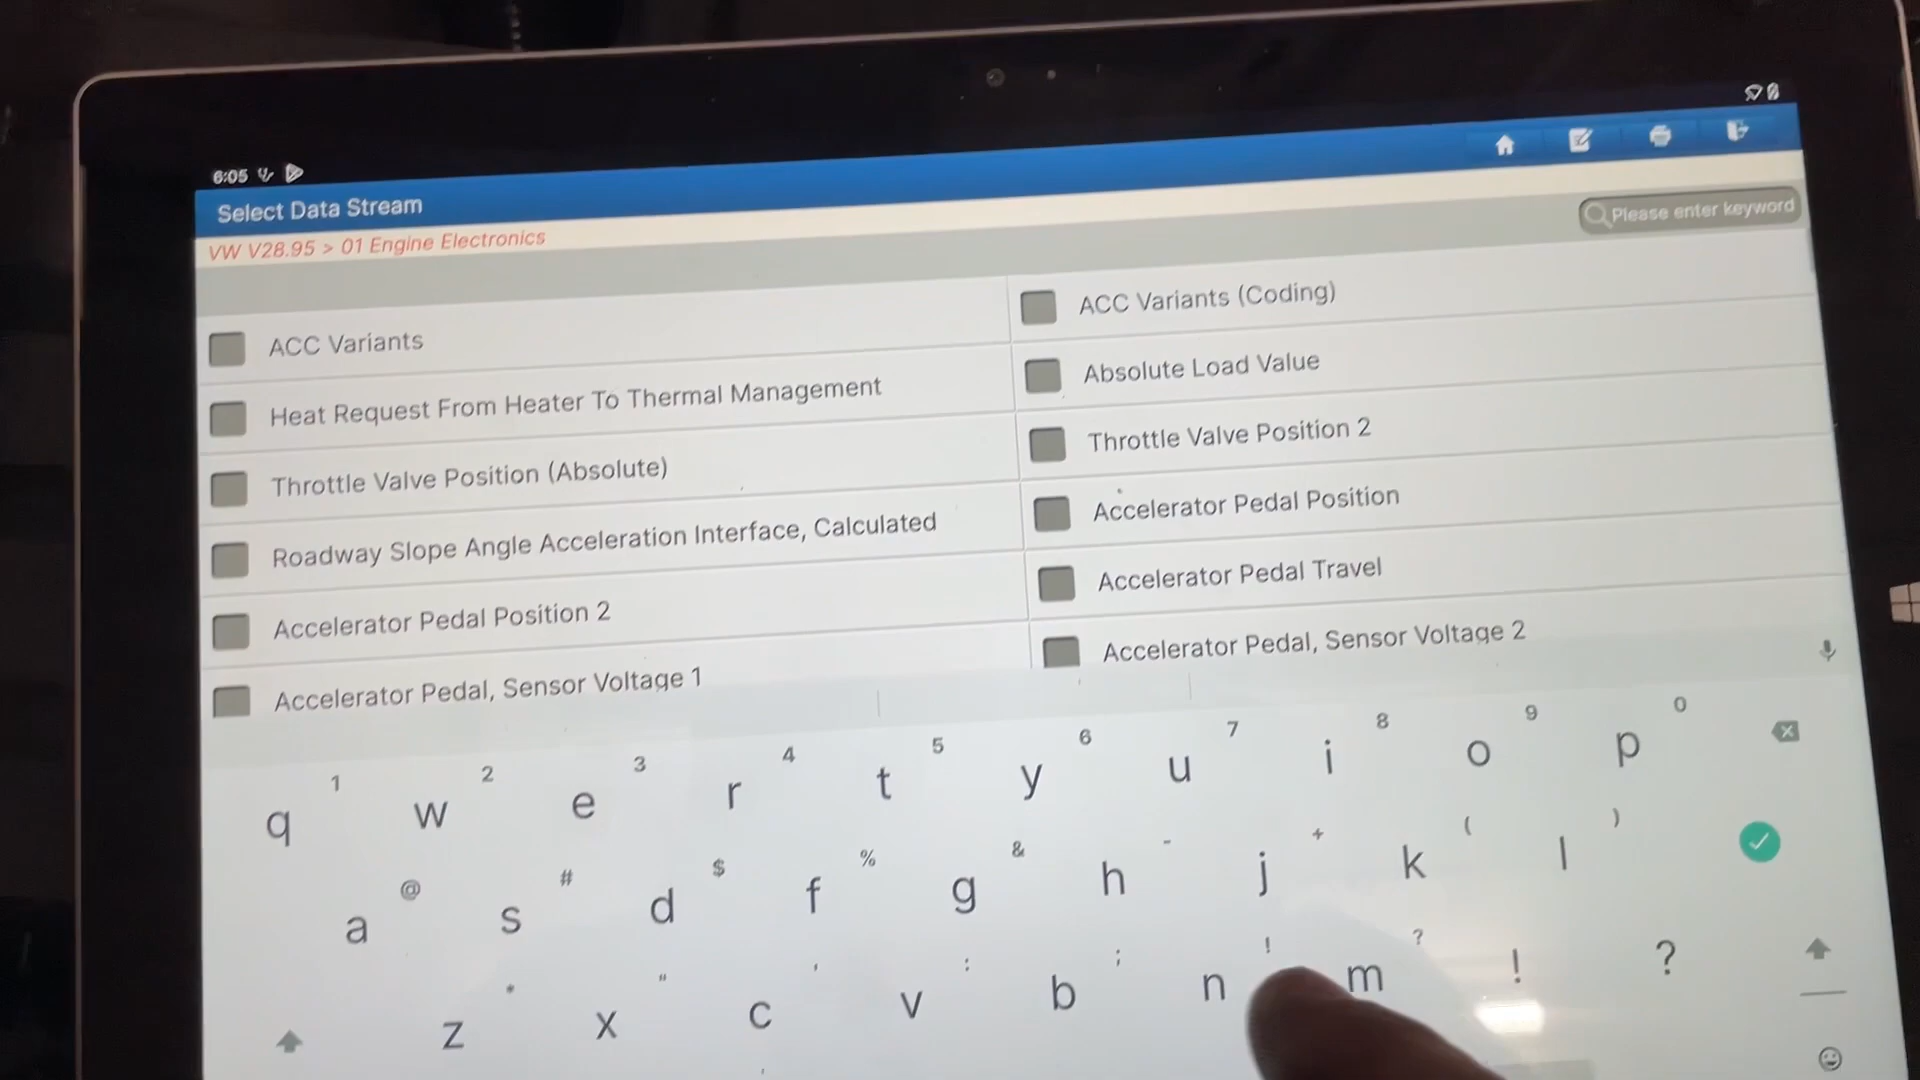 6:05
Select Data Stream
VW V28.95 > 01 Engine Electronics
Please enter keyword
ACC Variants
ACC Variants (Coding)
Heat Request From Heater To Thermal Management
Absolute Load Value
Throttle Valve Position (Absolute)
Throttle Valve Position 2
Roadway Slope Angle Acceleration Interface, Calculated
Accelerator Pedal Position
Accelerator Pedal Position 2
Accelerator Pedal Travel
Accelerator Pedal, Sensor Voltage 1
Accelerator Pedal, Sensor Voltage 2
1 2 3 4 5 6 7 8 9 0
q w e r t y u i o p
@ # $ % & - + ( )
a s d f g h j k l
* " ' : ; ! ?
z x c v b n m ! ?